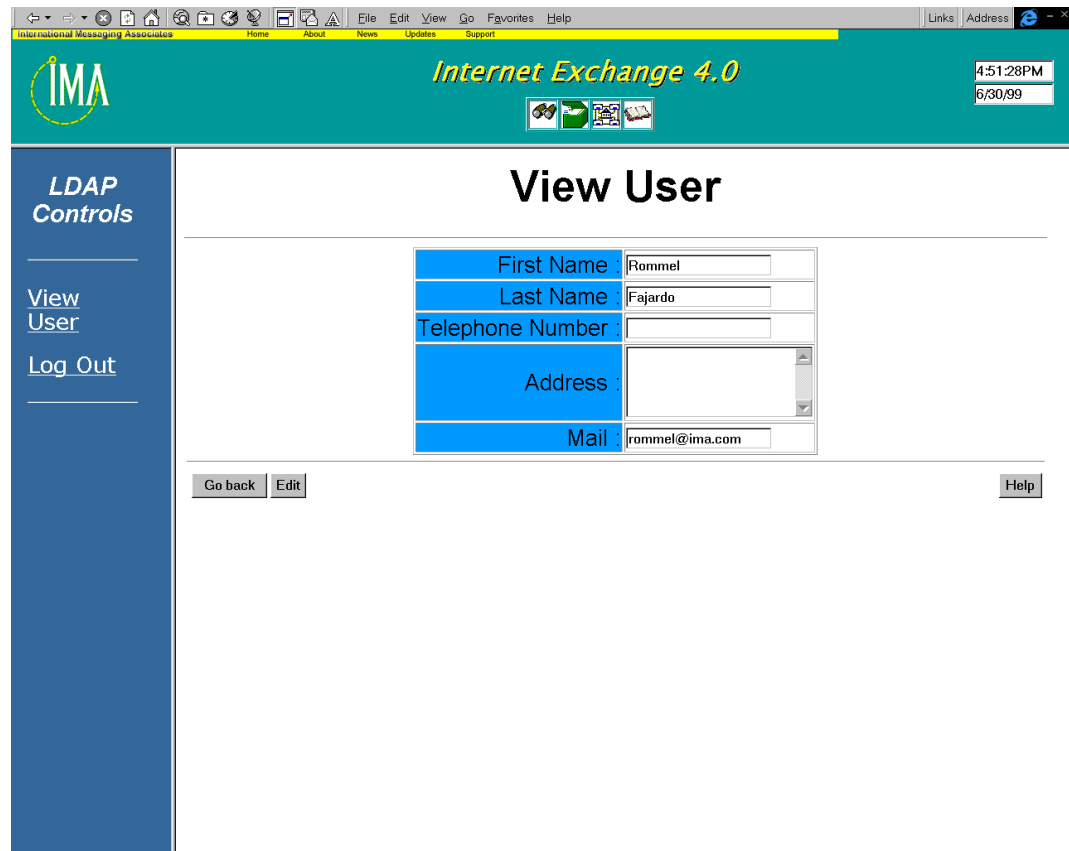 File Edit View Go Favorites Help Links Address
International Messaging Associates Home About News Updates Support
IMA
Internet Exchange 4.0
4:51:28PM
6/30/99
LDAP
Controls
View
User
Log Out
View User
First Name : Rommel
Last Name : Fajardo
Telephone Number :
Address :
Mail : rommel@ima.com
Go back Edit Help